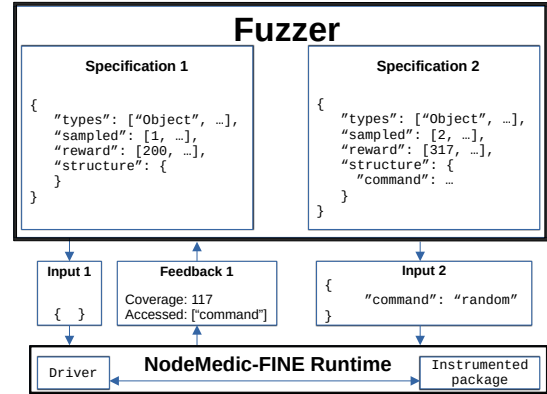 Fuzzer
Specification 1
{
”types”: [“Object”, …],
“sampled”: [1, …],
“reward”: [200, …],
“structure”: {
}
}
Specification 2
{
”types”: [“Object”, …],
“sampled”: [2, …],
“reward”: [317, …],
“structure”: {
”command”: …
}
}
Input 1
{ }
Feedback 1
Coverage: 117
Accessed: [“command”]
Input 2
{
”command”: “random”
}
NodeMedic-FINE Runtime
Driver
Instrumented
package